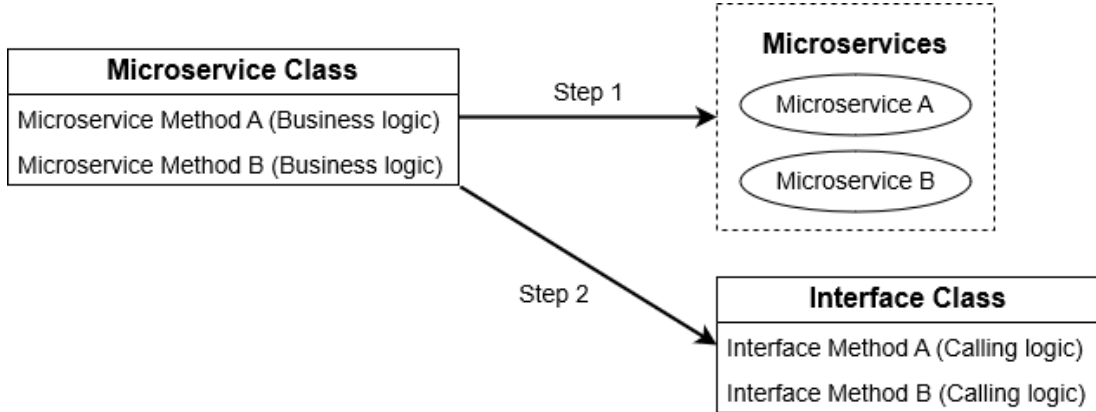 Microservice Class
Microservice Method A (Business logic)
Microservice Method B (Business logic)
Step 1
Microservices
Microservice A
Microservice B
Step 2
Interface Class
Interface Method A (Calling logic)
Interface Method B (Calling logic)